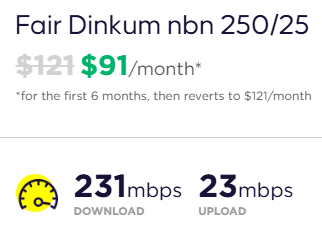 Fair Dinkum nbn 250/25
$121 $91/month*
*for the first 6 months, then reverts to $121/month
231mbps 23mbps
DOWNLOAD UPLOAD